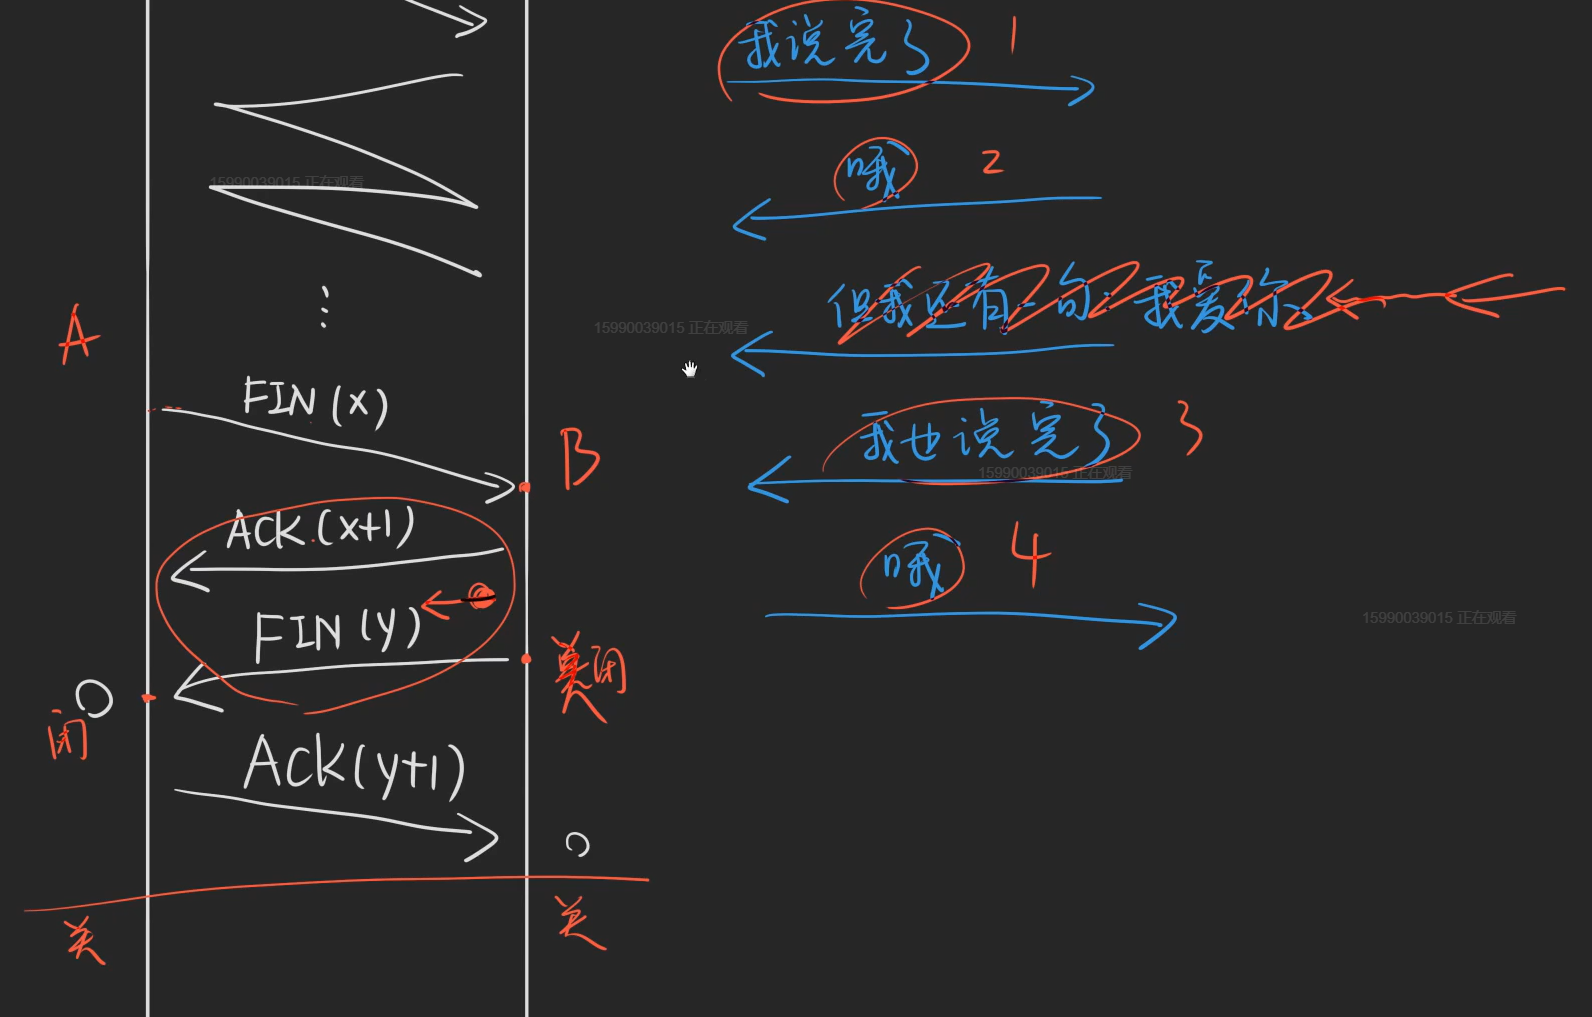 我说完了 1
哦 2
15990039015 正在观看
但我还有一句：我爱你
15990039015 正在观看
A
FIN(x)
我也说完了 3
B
15990039015 正在观看
ACK(x+1)
哦 4
FIN(y)
15990039015 正在观看
关闭
闭
ACK(y+1)
关
关